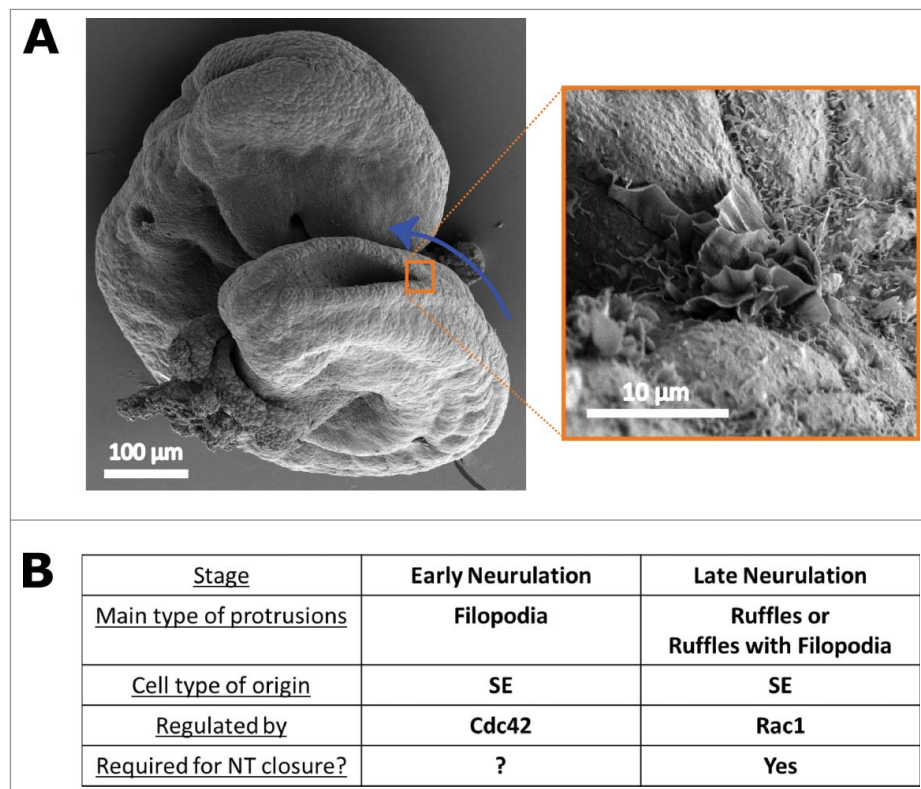 A
100 µm
10 µm
B
Stage Early Neurulation Late Neurulation
Main type of protrusions Filopodia Ruffles or
Ruffles with Filopodia
Cell type of origin SE SE
Regulated by Cdc42 Rac1
Required for NT closure? ? Yes